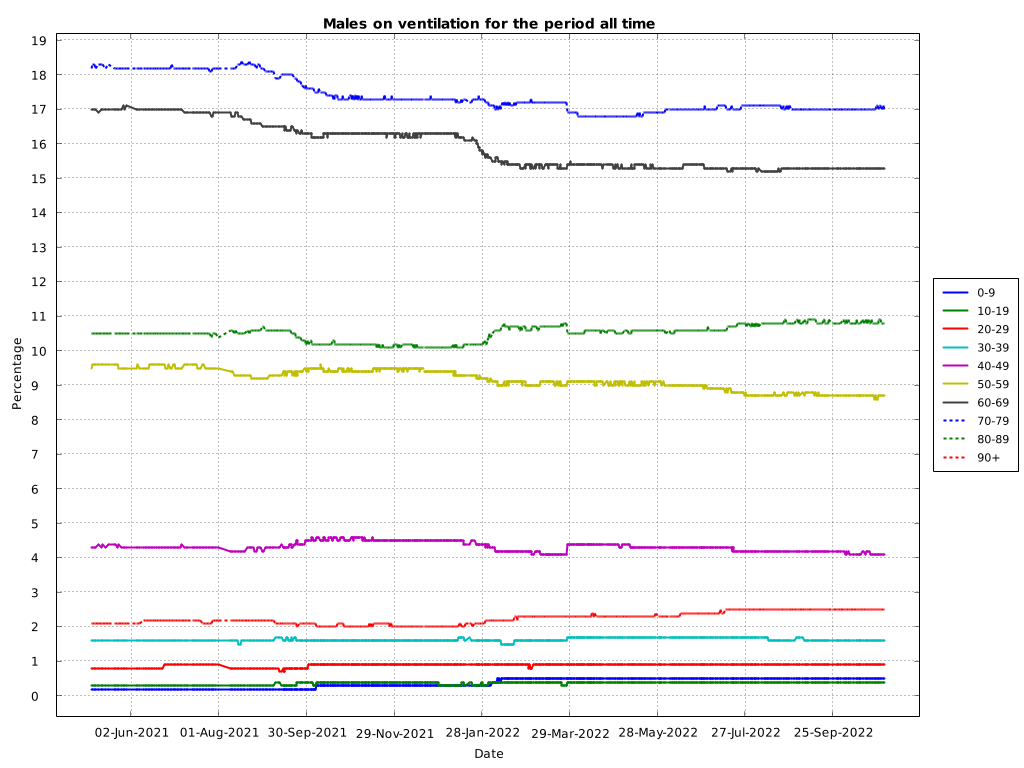 Males on ventilation for the period all time
19
18
17
16
15
14
13
12
11
10
9
8
7
6
5
4
3
2
1
0
Percentage
02-Jun-2021
01-Aug-2021
30-Sep-2021
29-Nov-2021
28-Jan-2022
29-Mar-2022
28-May-2022
27-Jul-2022
25-Sep-2022
Date
0-9
10-19
20-29
30-39
40-49
50-59
60-69
70-79
80-89
90+